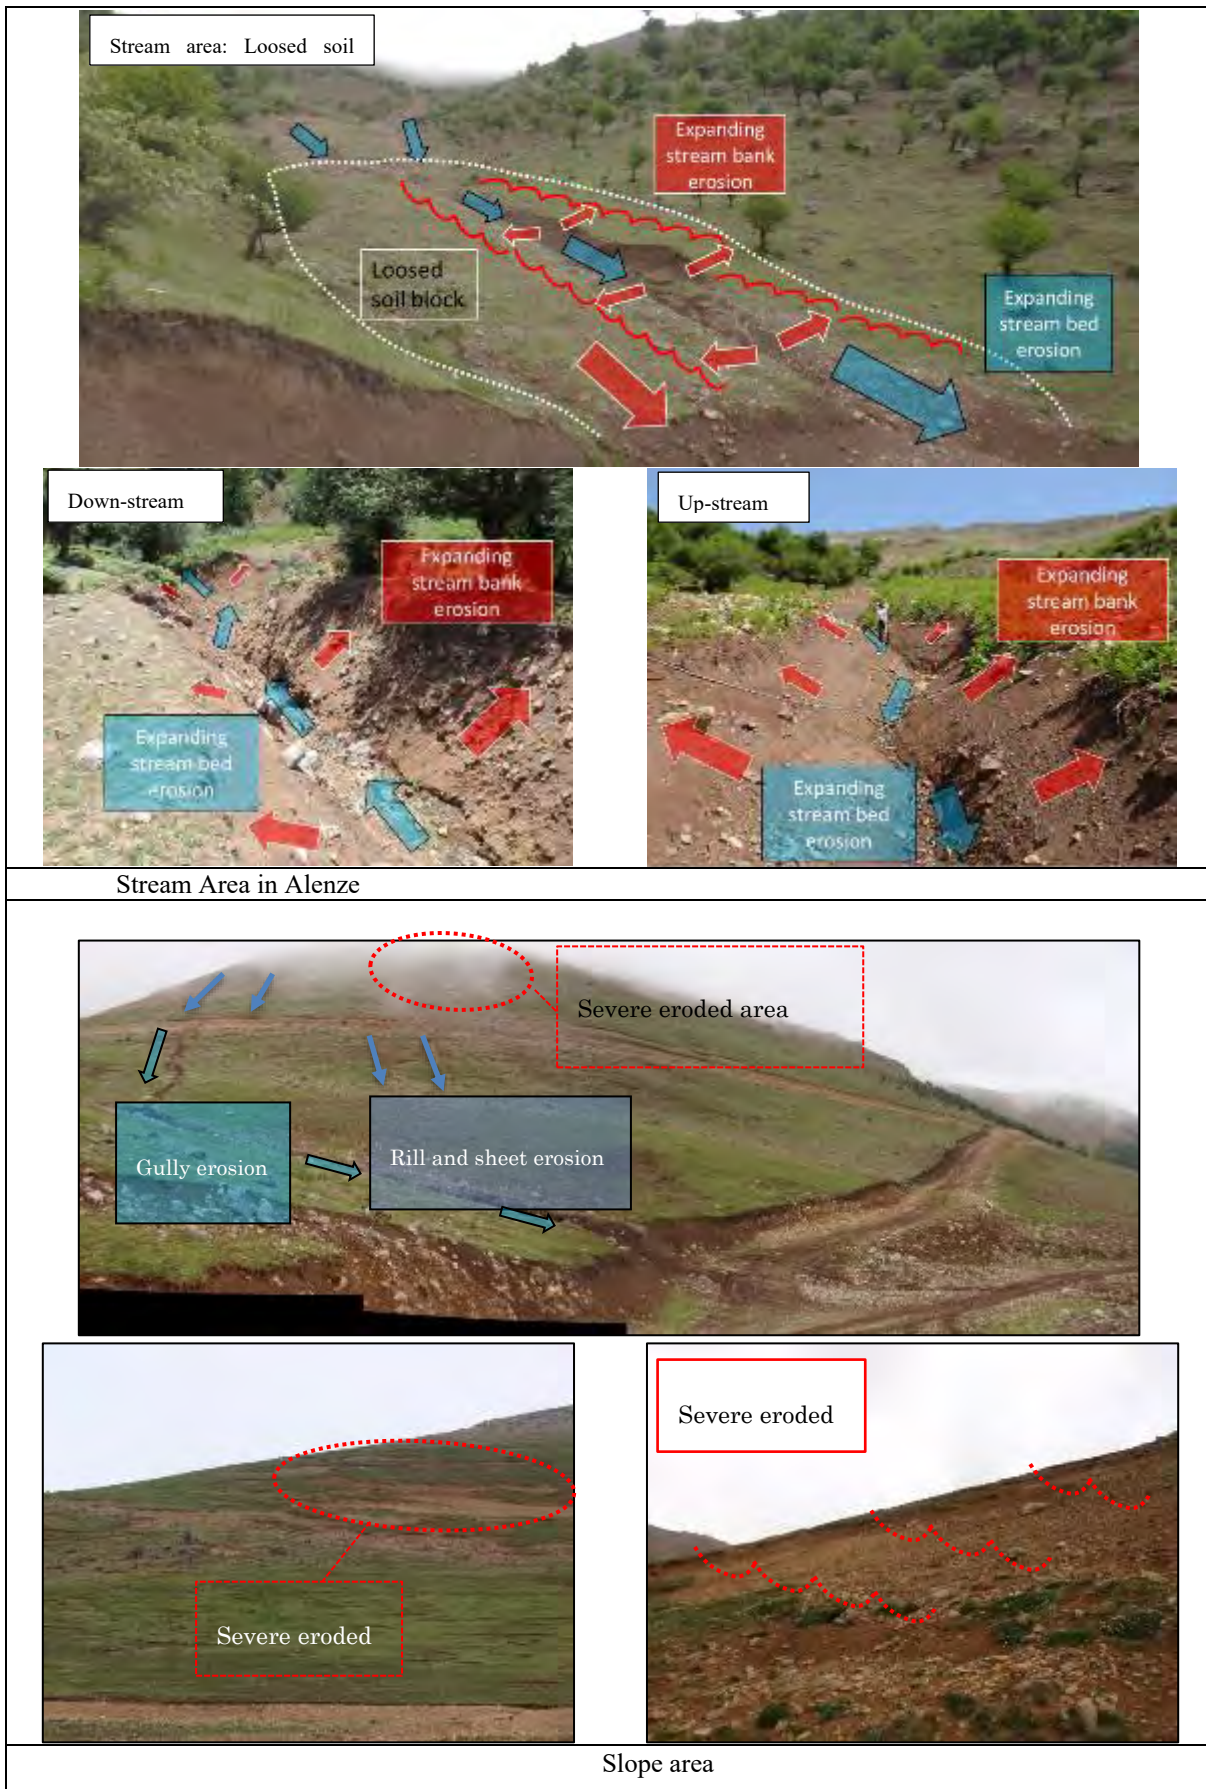 Stream area: Loosed soil
Expanding
stream bank
erosion
Loosed
soil block
Expanding
stream bed
erosion
Down-stream
Expanding
stream bank
erosion
Expanding
stream bed
erosion
Up-stream
Expanding
stream bank
erosion
Expanding
stream bed
erosion
Stream Area in Alenze
Severe eroded area
Gully erosion
Rill and sheet erosion
Severe eroded
Severe eroded
Slope area